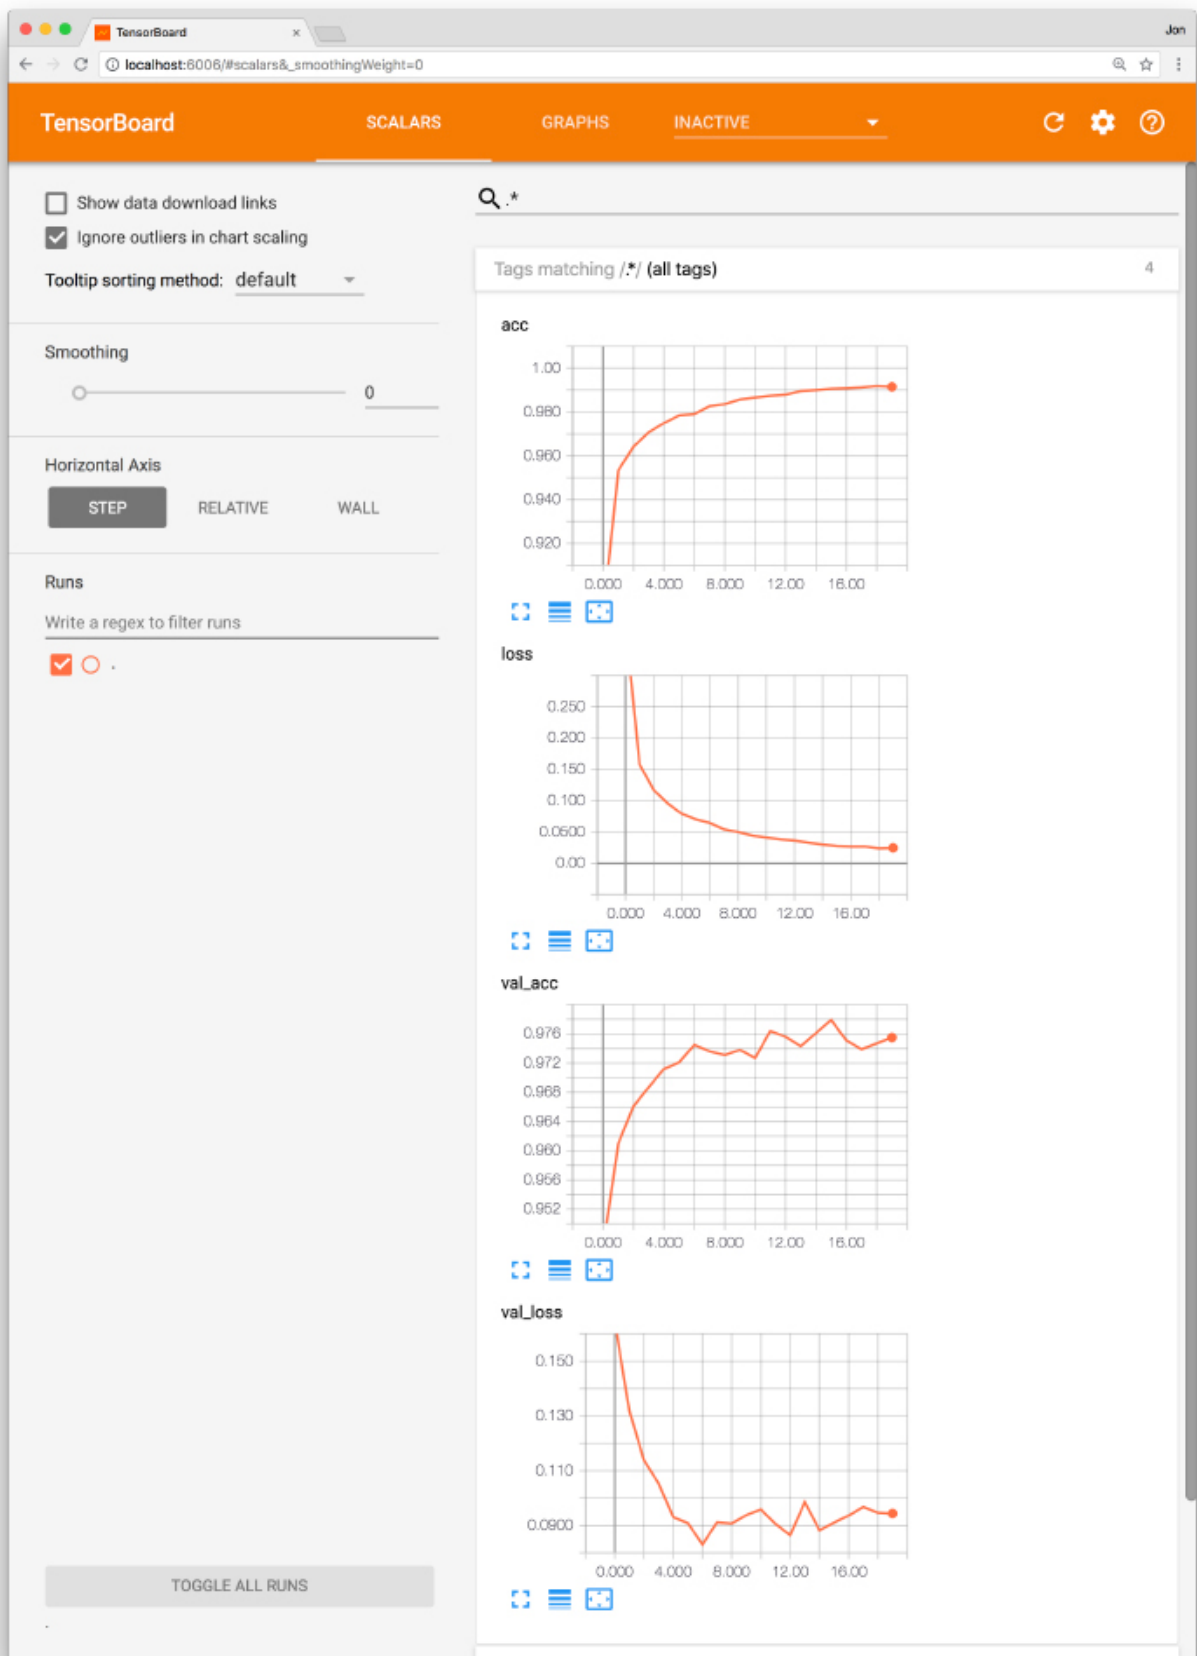 TensorBoard
Jon
localhost:6006/#scalars&_smoothingWeight=0
TensorBoard SCALARS GRAPHS INACTIVE
Show data download links
Ignore outliers in chart scaling
Tooltip sorting method: default
Smoothing
0
Horizontal Axis
STEP RELATIVE WALL
Runs
Write a regex to filter runs
.
TOGGLE ALL RUNS
.
.*
Tags matching /.*/ (all tags) 4
acc
1.00
0.980
0.960
0.940
0.920
0.000 4.000 8.000 12.00 16.00
loss
0.250
0.200
0.150
0.100
0.0500
0.00
0.000 4.000 8.000 12.00 16.00
val_acc
0.976
0.972
0.968
0.964
0.960
0.956
0.952
0.000 4.000 8.000 12.00 16.00
val_loss
0.150
0.130
0.110
0.0900
0.000 4.000 8.000 12.00 16.00